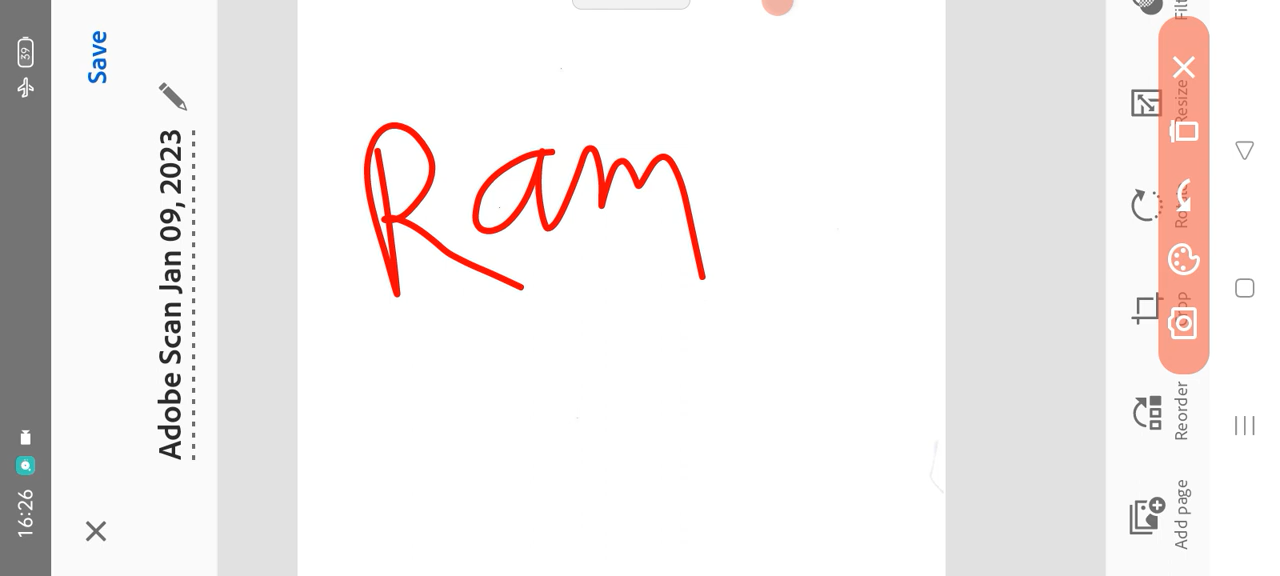 16:26
39
Save
Adobe Scan Jan 09, 2023
Ram
Resize
Reorder
Add page